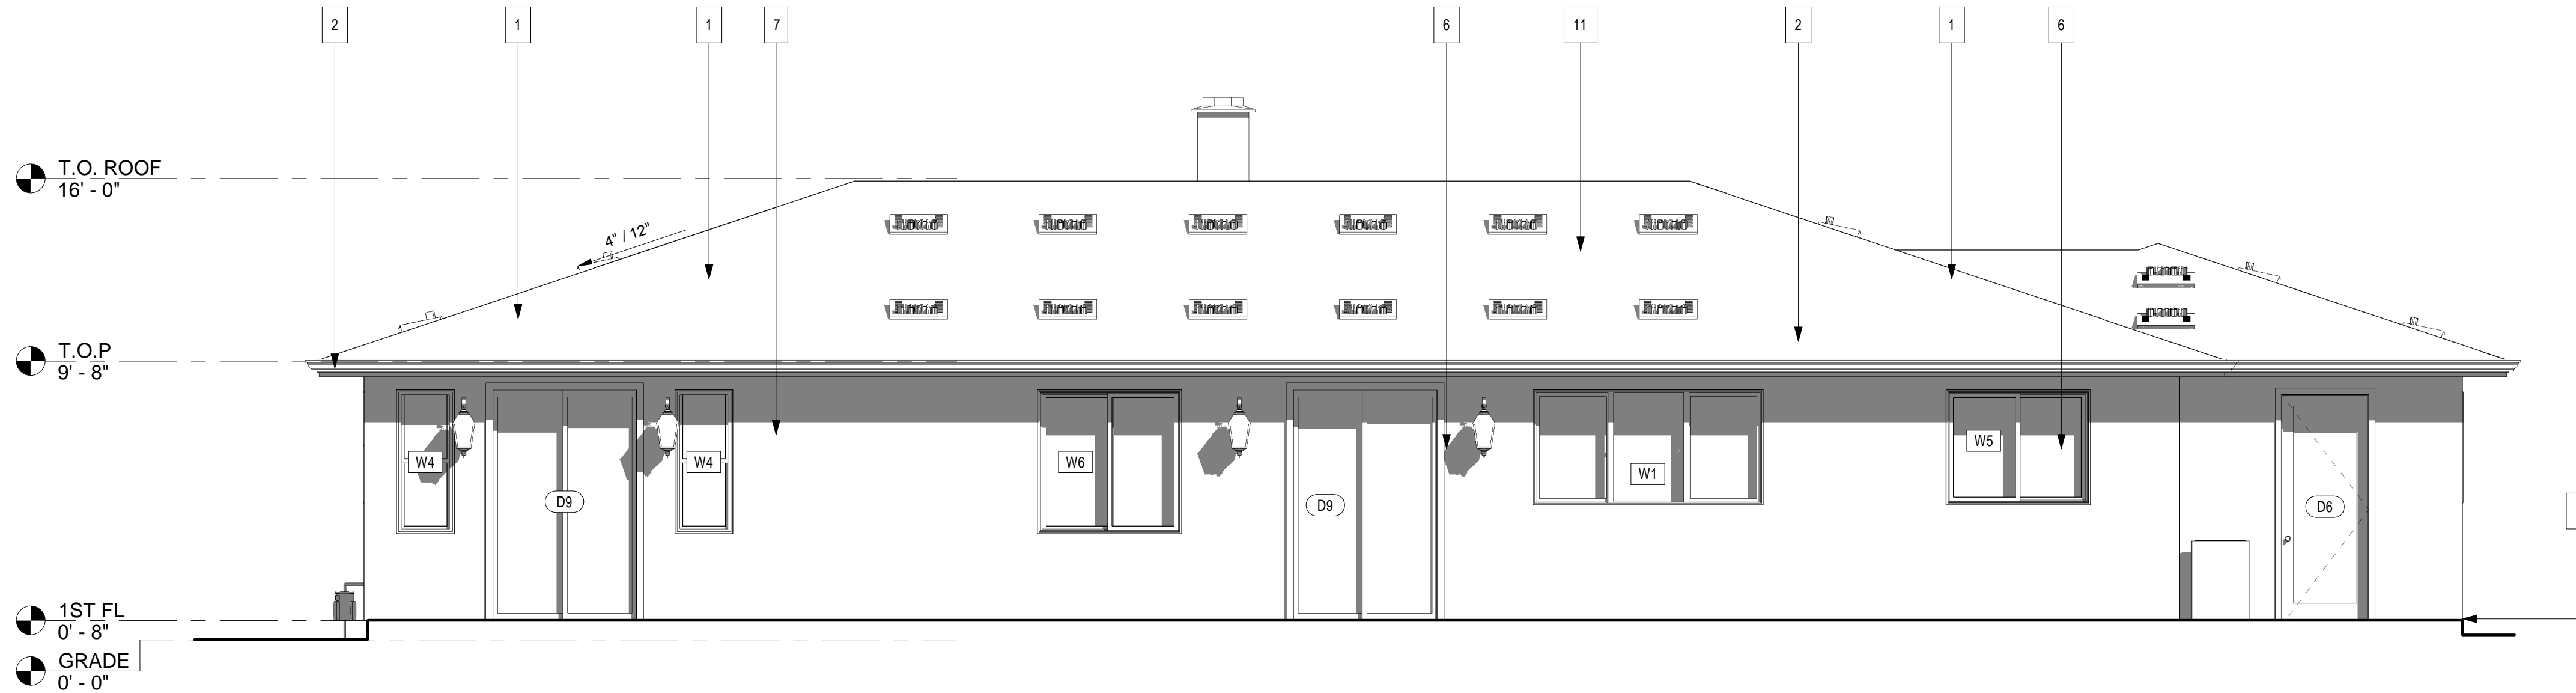 2
1
1
7
6
11
2
1
6
T.O. ROOF
16' - 0"
4" / 12"
T.O.P
9' - 8"
W4
W4
W6
W1
W5
D9
D9
D6
1ST FL
0' - 8"
GRADE
0' - 0"